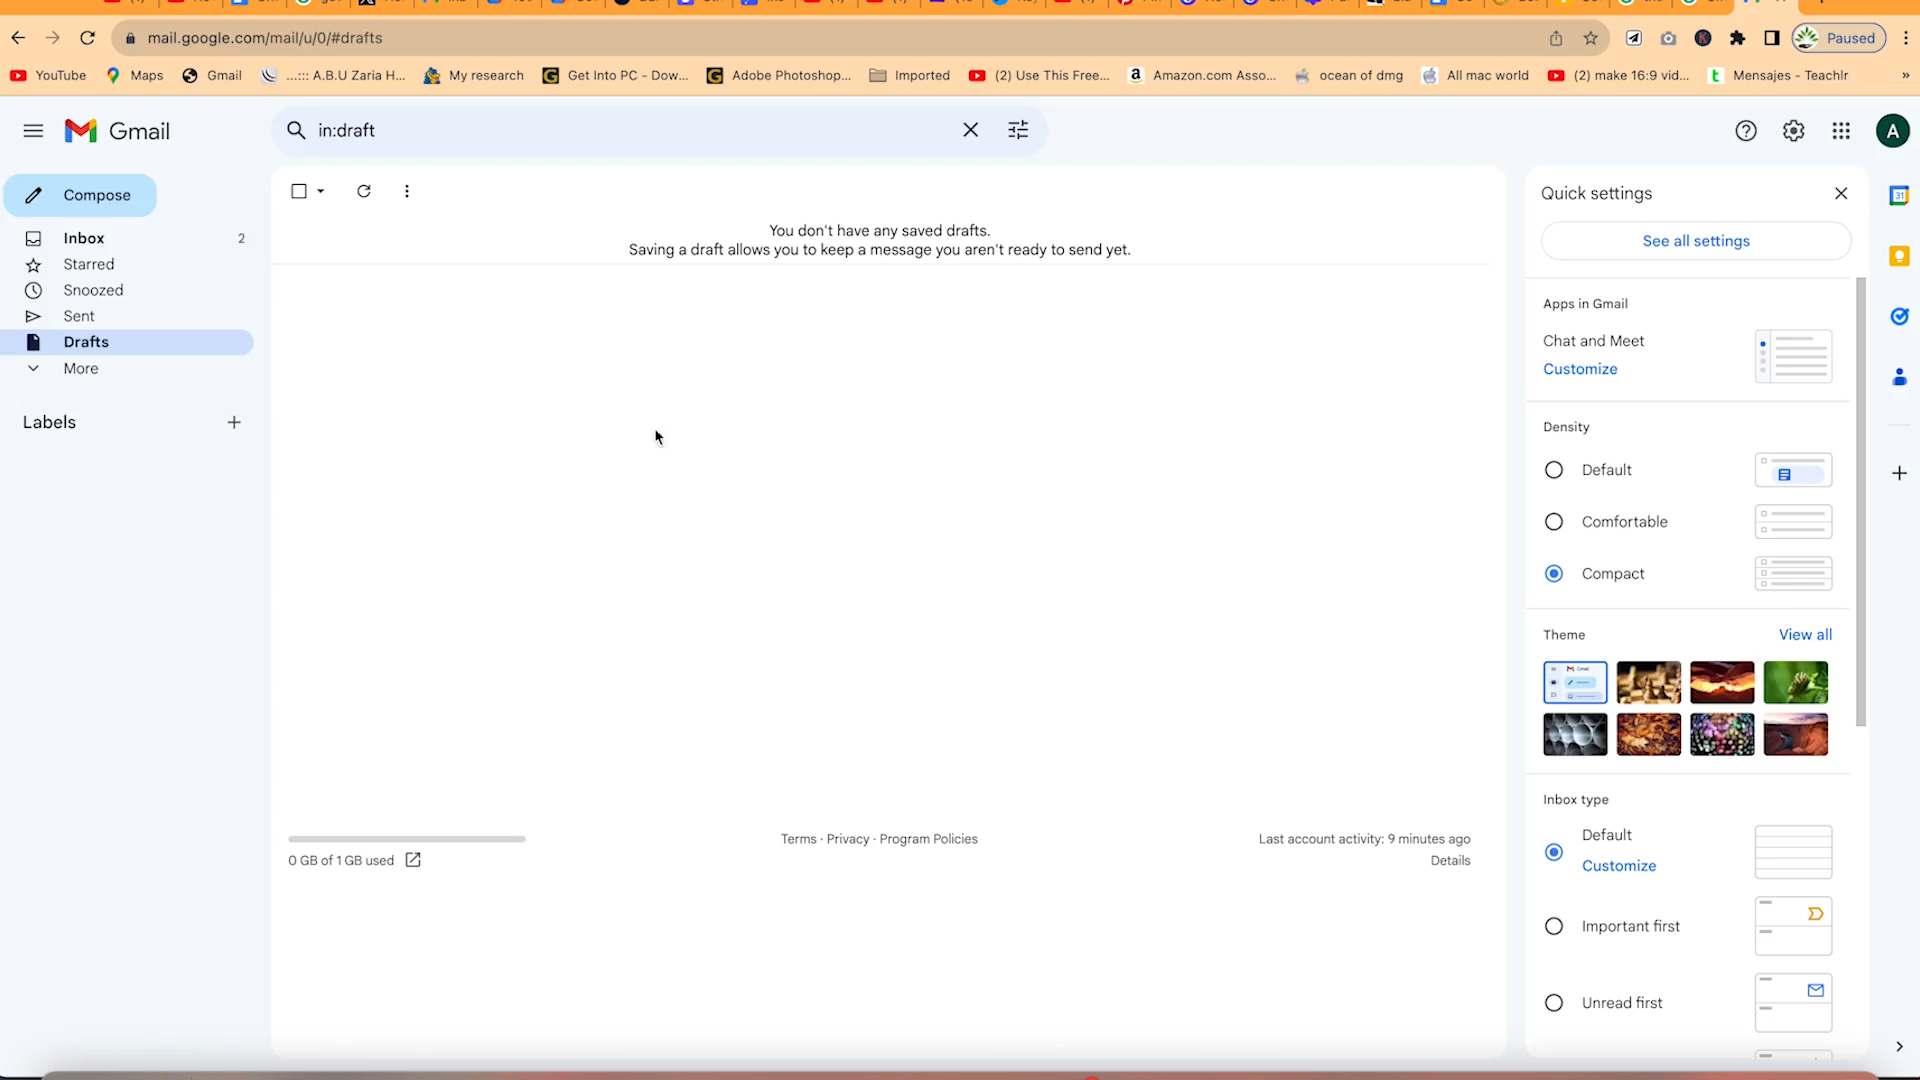 mail.google.com/mail/u/0/#drafts
Paused
YouTube
Maps
Gmail
...::: A.B.U Zaria H...
My research
Get Into PC - Dow...
Adobe Photoshop...
Imported
(2) Use This Free...
Amazon.com Asso...
ocean of dmg
All mac world
(2) make 16:9 vid...
Mensajes - Teachlr
»
Gmail
in:draft
A
Compose
Inbox 2
Starred
Snoozed
Sent
Drafts
More
Labels
You don't have any saved drafts.
Saving a draft allows you to keep a message you aren't ready to send yet.
0 GB of 1 GB used
Terms · Privacy · Program Policies
Last account activity: 9 minutes ago
Details
Quick settings
See all settings
Apps in Gmail
Chat and Meet
Customize
Density
Default
Comfortable
Compact
Theme View all
Gmail
Inbox type
Default
Customize
Important first
Unread first
31